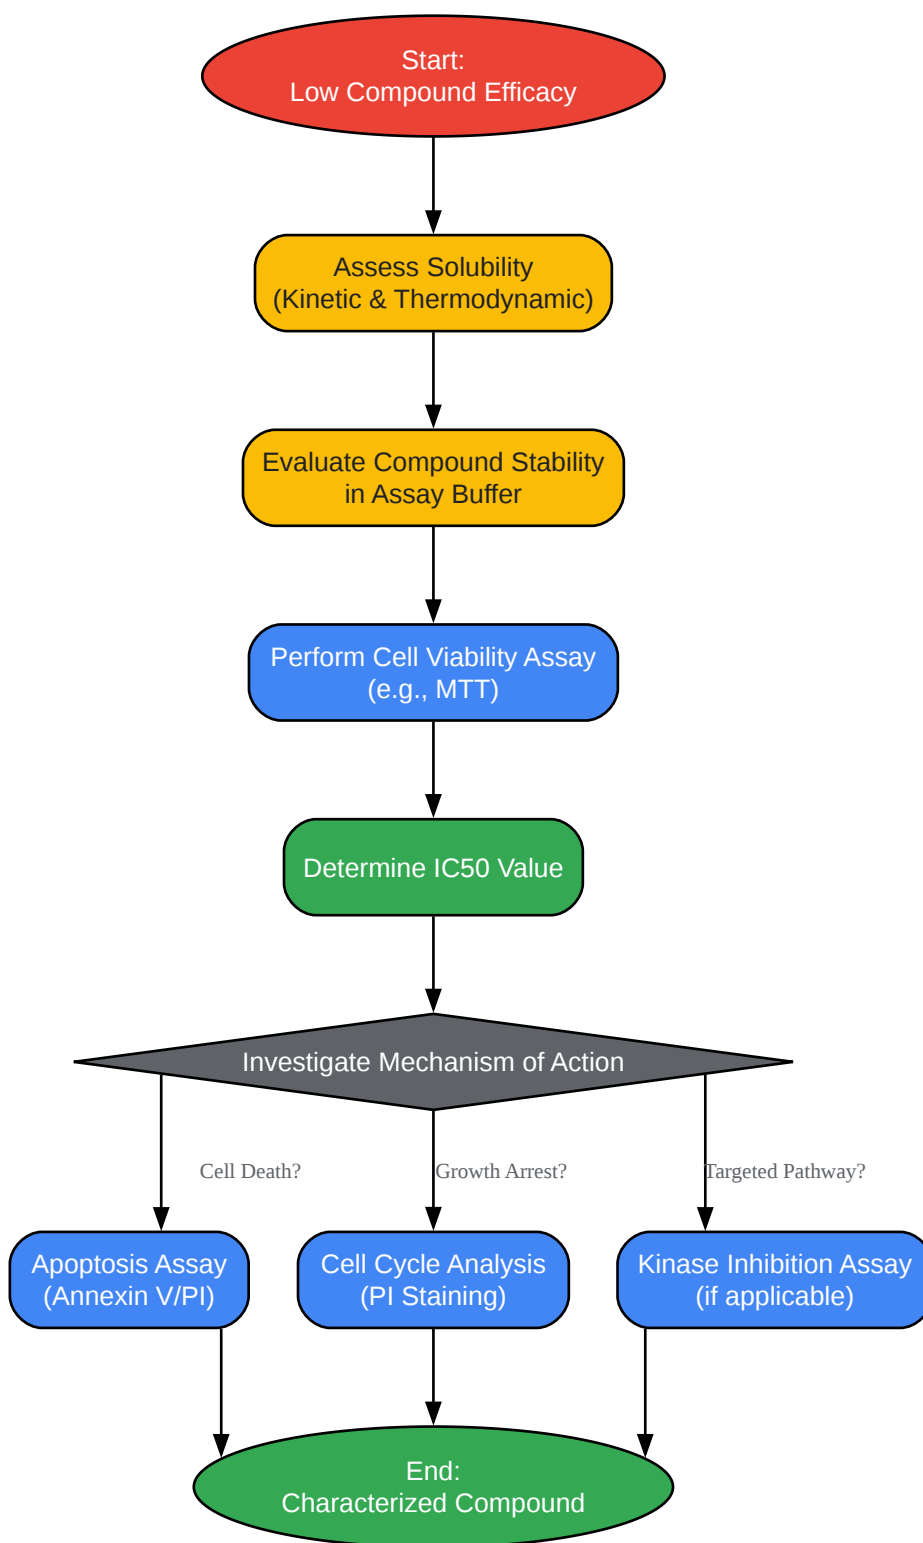 Start:
Low Compound Efficacy
Assess Solubility
(Kinetic & Thermodynamic)
Evaluate Compound Stability
in Assay Buffer
Perform Cell Viability Assay
(e.g., MTT)
Determine IC50 Value
Investigate Mechanism of Action
Cell Death?
Growth Arrest?
Targeted Pathway?
Apoptosis Assay
(Annexin V/PI)
Cell Cycle Analysis
(PI Staining)
Kinase Inhibition Assay
(if applicable)
End:
Characterized Compound